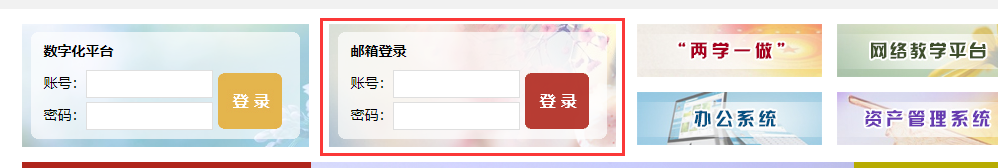 数字化平台
账号：
密码：
登 录
邮箱登录
账号：
密码：
登 录
“两学一做”
网络教学平台
办公系统
资产管理系统